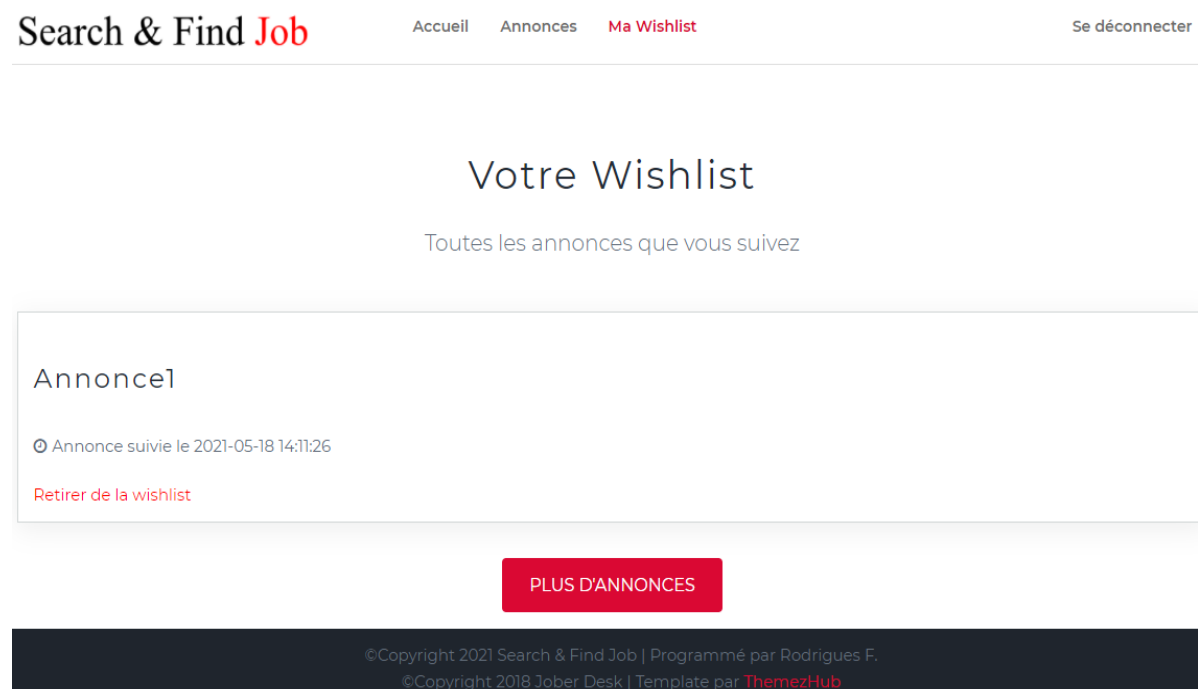 Search & Find Job
Accueil Annonces Ma Wishlist Se déconnecter
Votre Wishlist
Toutes les annonces que vous suivez
Annonce1
Annonce suivie le 2021-05-18 14:11:26
Retirer de la wishlist
PLUS D'ANNONCES
©Copyright 2021 Search & Find Job | Programmé par Rodrigues F.
©Copyright 2018 Jober Desk | Template par ThemezHub